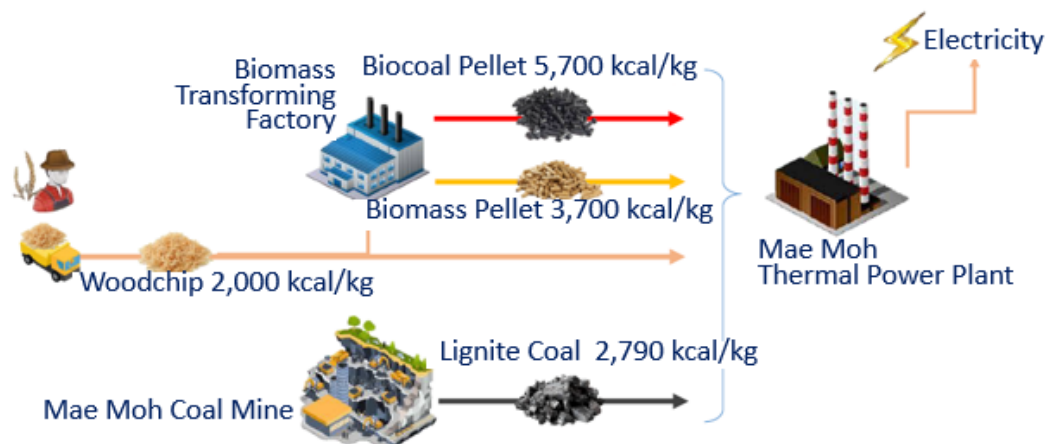 Electricity
Biocoal Pellet 5,700 kcal/kg
Biomass
Transforming
Factory
Biomass Pellet 3,700 kcal/kg
Mae Moh
Thermal Power Plant
Woodchip 2,000 kcal/kg
Lignite Coal 2,790 kcal/kg
Mae Moh Coal Mine